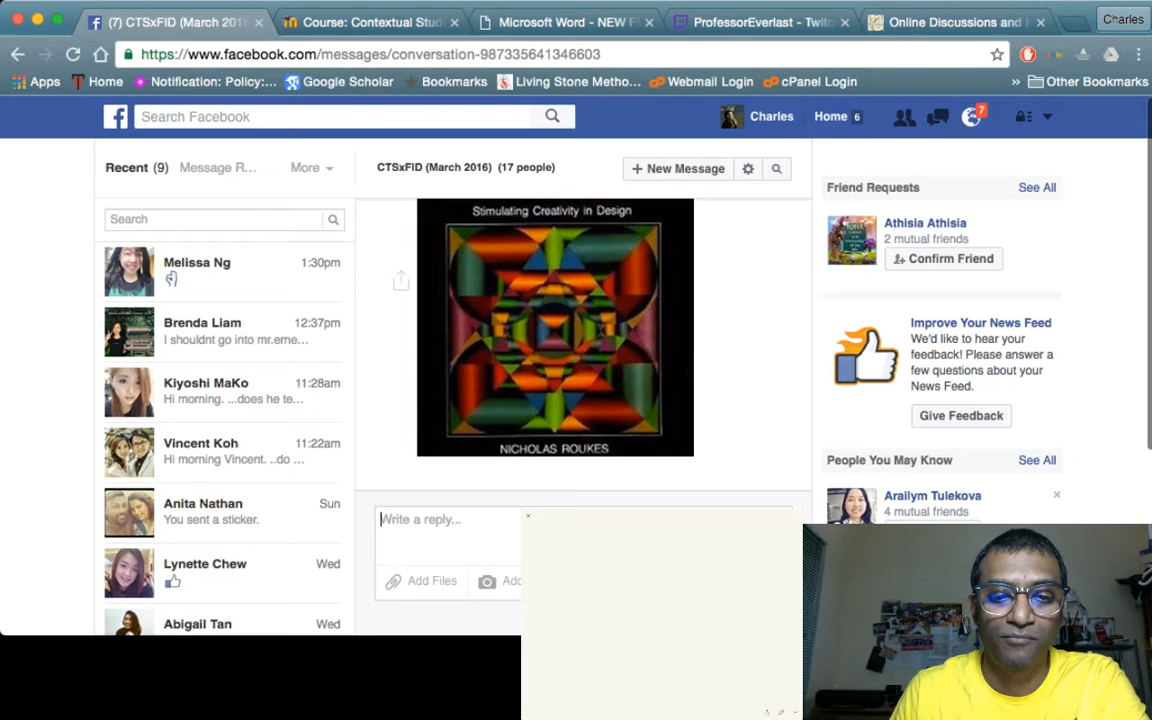 (7) CTSxFID (March 201
Course: Contextual Stud
Microsoft Word - NEW F
ProfessorEverlast - Twitc
Online Discussions and
Charles
https://www.facebook.com/messages/conversation-987335641346603
Apps
Home
Notification: Policy:...
Google Scholar
Bookmarks
Living Stone Metho...
Webmail Login
cPanel Login
»
Other Bookmarks
Search Facebook
Charles
Home 6
7
Recent (9)
Message R...
More
CTSxFID (March 2016) (17 people)
+ New Message
Search
Melissa Ng
1:30pm
Brenda Liam
12:37pm
I shouldnt go into mr.erne...
Kiyoshi MaKo
11:28am
Hi morning. ...does he te...
Vincent Koh
11:22am
Hi morning Vincent. ..do ...
Anita Nathan
Sun
You sent a sticker.
Lynette Chew
Wed
Abigail Tan
Wed
Stimulating Creativity in Design
NICHOLAS ROUKES
Write a reply...
Add Files
Add
Friend Requests
See All
Athisia Athisia
2 mutual friends
Confirm Friend
Improve Your News Feed
We'd like to hear your
feedback! Please answer a
few questions about your
News Feed.
Give Feedback
People You May Know
See All
Arailym Tulekova
4 mutual friends